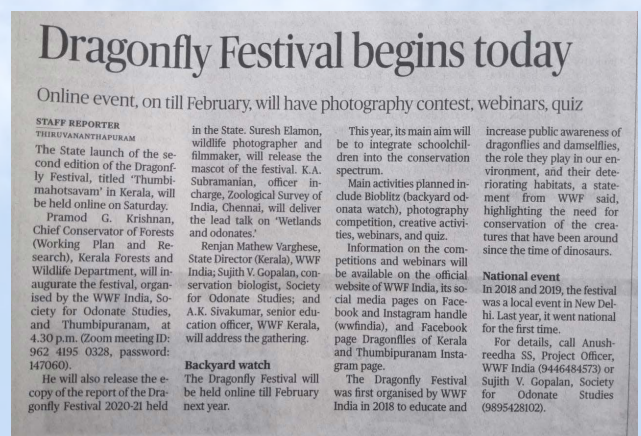 Dragonfly Festival begins today
Online event, on till February, will have photography contest, webinars, quiz
STAFF REPORTER
THIRUVANANTHAPURAM
The State launch of the se-
cond edition of the Dragonf-
ly Festival, titled 'Thumbi-
mahotsavam' in Kerala, will
be held online on Saturday.
Pramod G. Krishnan,
Chief Conservator of Forests
(Working Plan and Re-
search), Kerala Forests and
Wildlife Department, will in-
augurate the festival, organ-
ised by the WWF India, So-
ciety for Odonate Studies,
and Thumbipuranam, at
4.30 p.m. (Zoom meeting ID:
962 4195 0328, password:
147060).
He will also release the e-
copy of the report of the Dra-
gonfly Festival 2020-21 held
in the State. Suresh Elamon,
wildlife photographer and
filmmaker, will release the
mascot of the festival. K.A.
Subramanian, officer in-
charge, Zoological Survey of
India, Chennai, will deliver
the lead talk on 'Wetlands
and odonates.'
Renjan Mathew Varghese,
State Director (Kerala), WWF
India; Sujith V. Gopalan, con-
servation biologist, Society
for Odonate Studies; and
A.K. Sivakumar, senior edu-
cation officer, WWF Kerala,
will address the gathering.
Backyard watch
The Dragonfly Festival will
be held online till February
next year.
This year, its main aim will
be to integrate schoolchil-
dren into the conservation
spectrum.
Main activities planned in-
clude Bioblitz (backyard od-
onata watch), photography
competition, creative activi-
ties, webinars, and quiz.
Information on the com-
petitions and webinars will
be available on the official
website of WWF India, its so-
cial media pages on Face-
book and Instagram handle
(wwfindia), and Facebook
page Dragonflies of Kerala
and Thumbipuranam Insta-
gram page.
The Dragonfly Festival
was first organised by WWF
India in 2018 to educate and
increase public awareness of
dragonflies and damselflies,
the role they play in our en-
vironment, and their dete-
riorating habitats, a state-
ment from WWF said,
highlighting the need for
conservation of the crea-
tures that have been around
since the time of dinosaurs.
National event
In 2018 and 2019, the festival
was a local event in New Del-
hi. Last year, it went national
for the first time.
For details, call Anush-
reedha SS, Project Officer,
WWF India (9446484573) or
Sujith V. Gopalan, Society
for Odonate Studies
(9895428102).